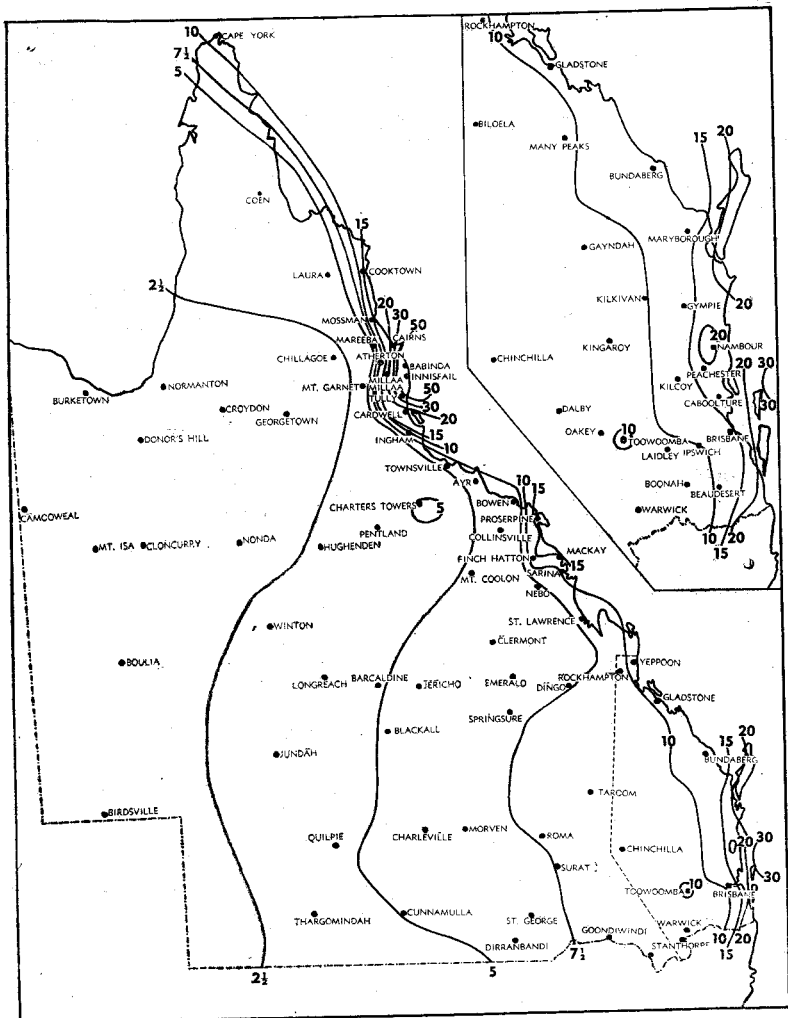 10
CAPE YORK
7½
5
COEN
15
LAURA
COOKTOWN
2½
MOSSMAN
20
30
50
MAREEBA
CAIRNS
CHILLAGOE
ATHERTON
BABINDA
INNISFAIL
MILLAA
MILLAA
MT. GARNET
TULLY
50
30
20
CARDWELL
BURKETOWN
NORMANTON
CROYDON
GEORGETOWN
DONOR'S HILL
INGHAM
15
10
TOWNSVILLE
AYR
10
15
BOWEN
CHARTERS TOWERS
5
PROSERPINE
CAMOOWEAL
PENTLAND
COLLINSVILLE
MT. ISA
CLONCURRY
NONDA
HUGHENDEN
FINCH HATTON
MACKAY
15
SARINA
MT. COOLON
NEBO
WINTON
ST. LAWRENCE
CLERMONT
BOULIA
YEPPOON
ROCKHAMPTON
LONGREACH
BARCALDINE
JERICHO
EMERALD
DINGO
GLADSTONE
SPRINGSURE
BLACKALL
10
15
20
JUNDAH
BUNDABERG
TAROOM
BIRDSVILLE
QUILPIE
CHARLEVILLE
MORVEN
ROMA
CHINCHILLA
20
30
SURAT
30
TOOWOOMBA
10
BRISBANE
THARGOMINDAH
CUNNAMULLA
ST. GEORGE
WARWICK
GOONDIWINDI
DIRRANBANDI
STANTHORPE
10
15
20
2½
5
7½
ROCKHAMPTON
10
GLADSTONE
BILOELA
MANY PEAKS
15
20
BUNDABERG
MARYBOROUGH
GAYNDAH
KILKIVAN
GYMPIE
20
KINGAROY
20
NAMBOUR
CHINCHILLA
PEACHESTER
20
30
KILCOY
CABOOLTURE
30
DALBY
OAKEY
10
TOOWOOMBA
BRISBANE
LAIDLEY
IPSWICH
BOONAH
BEAUDESERT
WARWICK
10
15
20